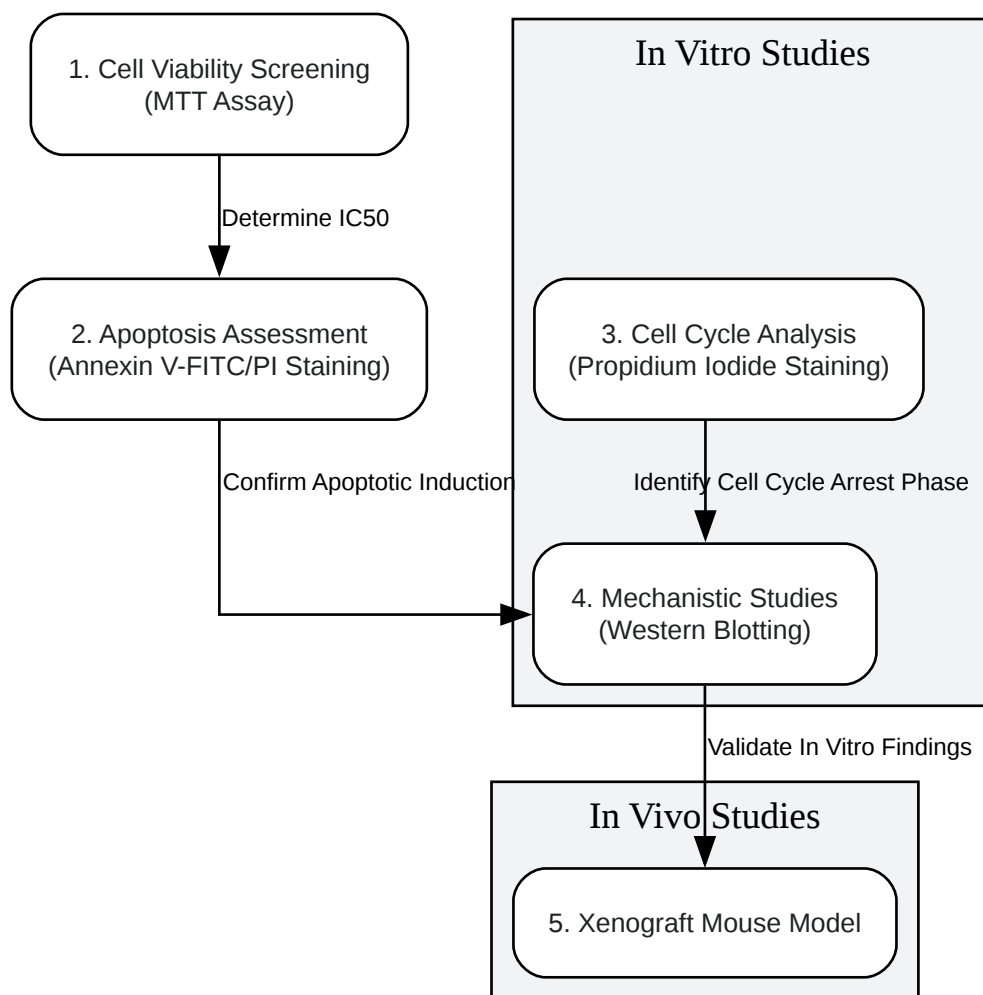 In Vitro Studies
1. Cell Viability Screening
(MTT Assay)
Determine IC50
2. Apoptosis Assessment
(Annexin V-FITC/PI Staining)
3. Cell Cycle Analysis
(Propidium Iodide Staining)
Confirm Apoptotic Induction
Identify Cell Cycle Arrest Phase
4. Mechanistic Studies
(Western Blotting)
Validate In Vitro Findings
In Vivo Studies
5. Xenograft Mouse Model